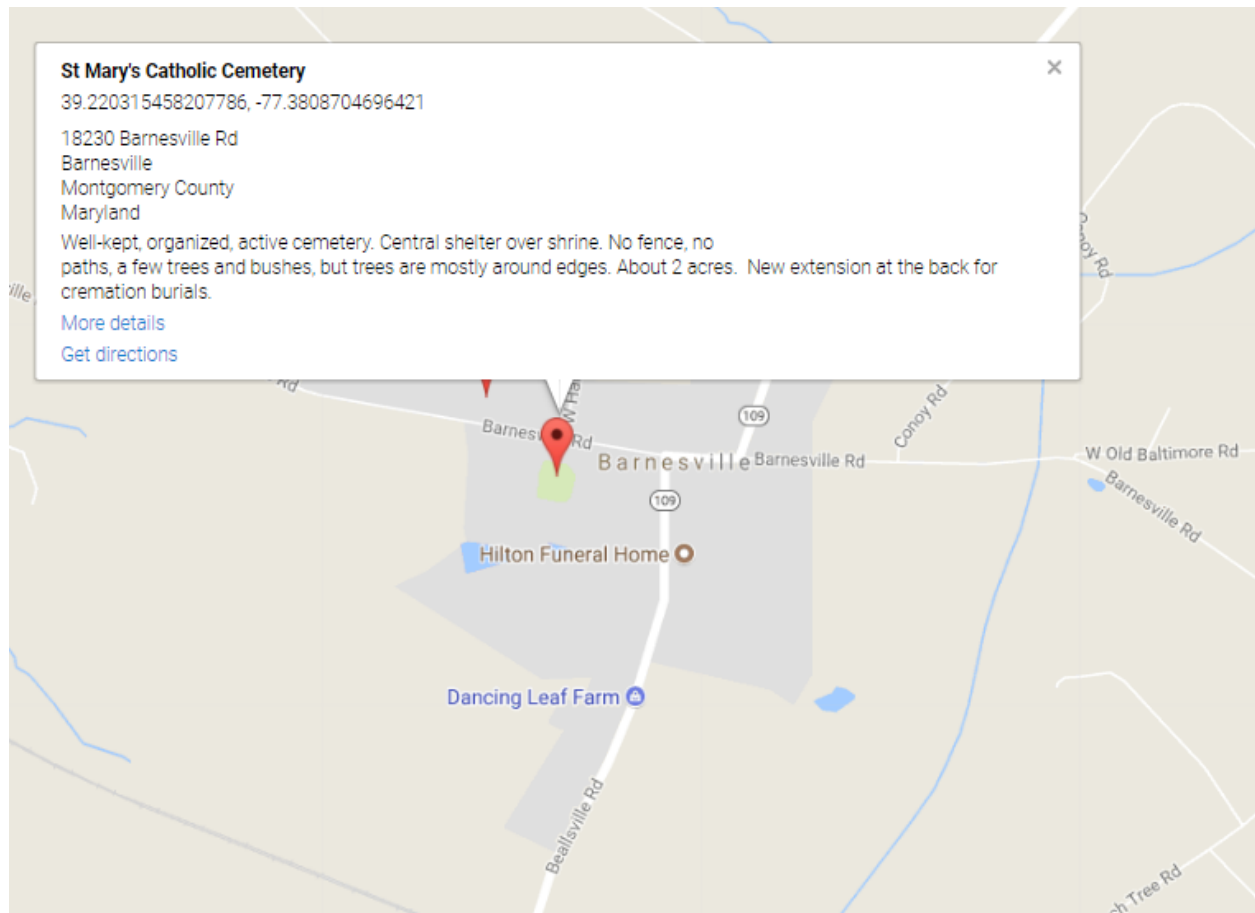 St Mary's Catholic Cemetery
39.220315458207786, -77.3808704696421
18230 Barnesville Rd
Barnesville
Montgomery County
Maryland
Well-kept, organized, active cemetery. Central shelter over shrine. No fence, no
paths, a few trees and bushes, but trees are mostly around edges. About 2 acres.  New extension at the back for
cremation burials.
More details
Get directions
Conoy Rd
Rd
109
Conoy Rd
Rd
Barnesville
Barnesville Rd
W Old Baltimore Rd
Barnesville Rd
109
Hilton Funeral Home
Dancing Leaf Farm
Beallsville Rd
Tree Rd